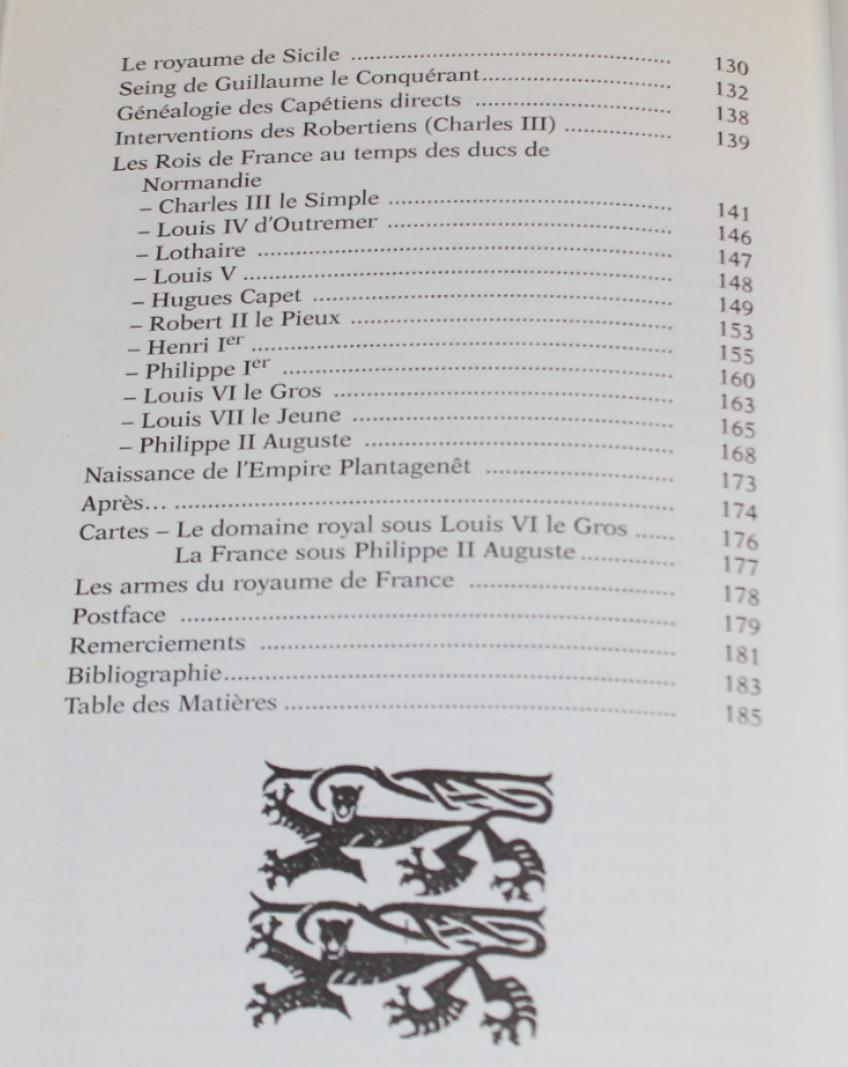 Le royaume de Sicile ........ 130
Seing de Guillaume le Conquérant........ 132
Généalogie des Capétiens directs ........ 138
Interventions des Robertiens (Charles III) ........ 139
Les Rois de France au temps des ducs de
Normandie
– Charles III le Simple ........ 141
– Louis IV d'Outremer ........ 146
– Lothaire ........ 147
– Louis V ........ 148
– Hugues Capet ........ 149
– Robert II le Pieux ........ 153
– Henri Ier ........ 155
– Philippe Ier ........ 160
– Louis VI le Gros ........ 163
– Louis VII le Jeune ........ 165
– Philippe II Auguste ........ 168
Naissance de l'Empire Plantagenêt ........ 173
Après... ........ 174
Cartes – Le domaine royal sous Louis VI le Gros ...... 176
La France sous Philippe II Auguste ........ 177
Les armes du royaume de France ........ 178
Postface ........ 179
Remerciements ........ 181
Bibliographie........ 183
Table des Matières ........ 185